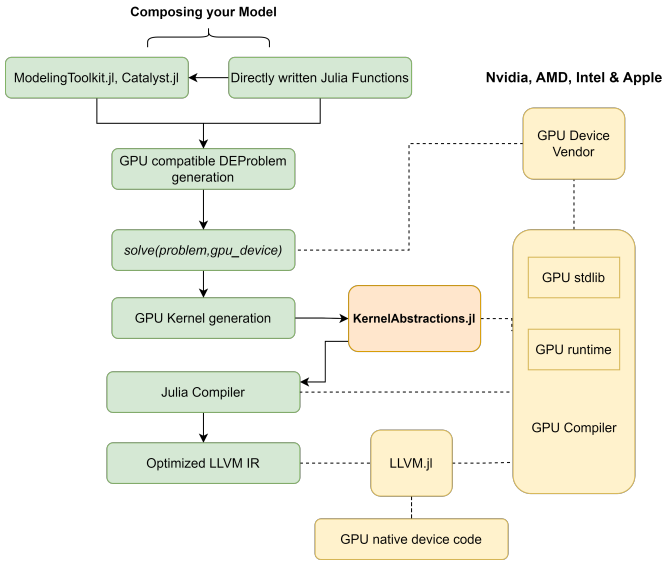 Composing your Model
ModelingToolkit.jl, Catalyst.jl
Directly written Julia Functions
Nvidia, AMD, Intel & Apple
GPU Device
Vendor
GPU compatible DEProblem
generation
solve(problem,gpu_device)
GPU stdlib
GPU Kernel generation
KernelAbstractions.jl
GPU runtime
Julia Compiler
GPU Compiler
Optimized LLVM IR
LLVM.jl
GPU native device code